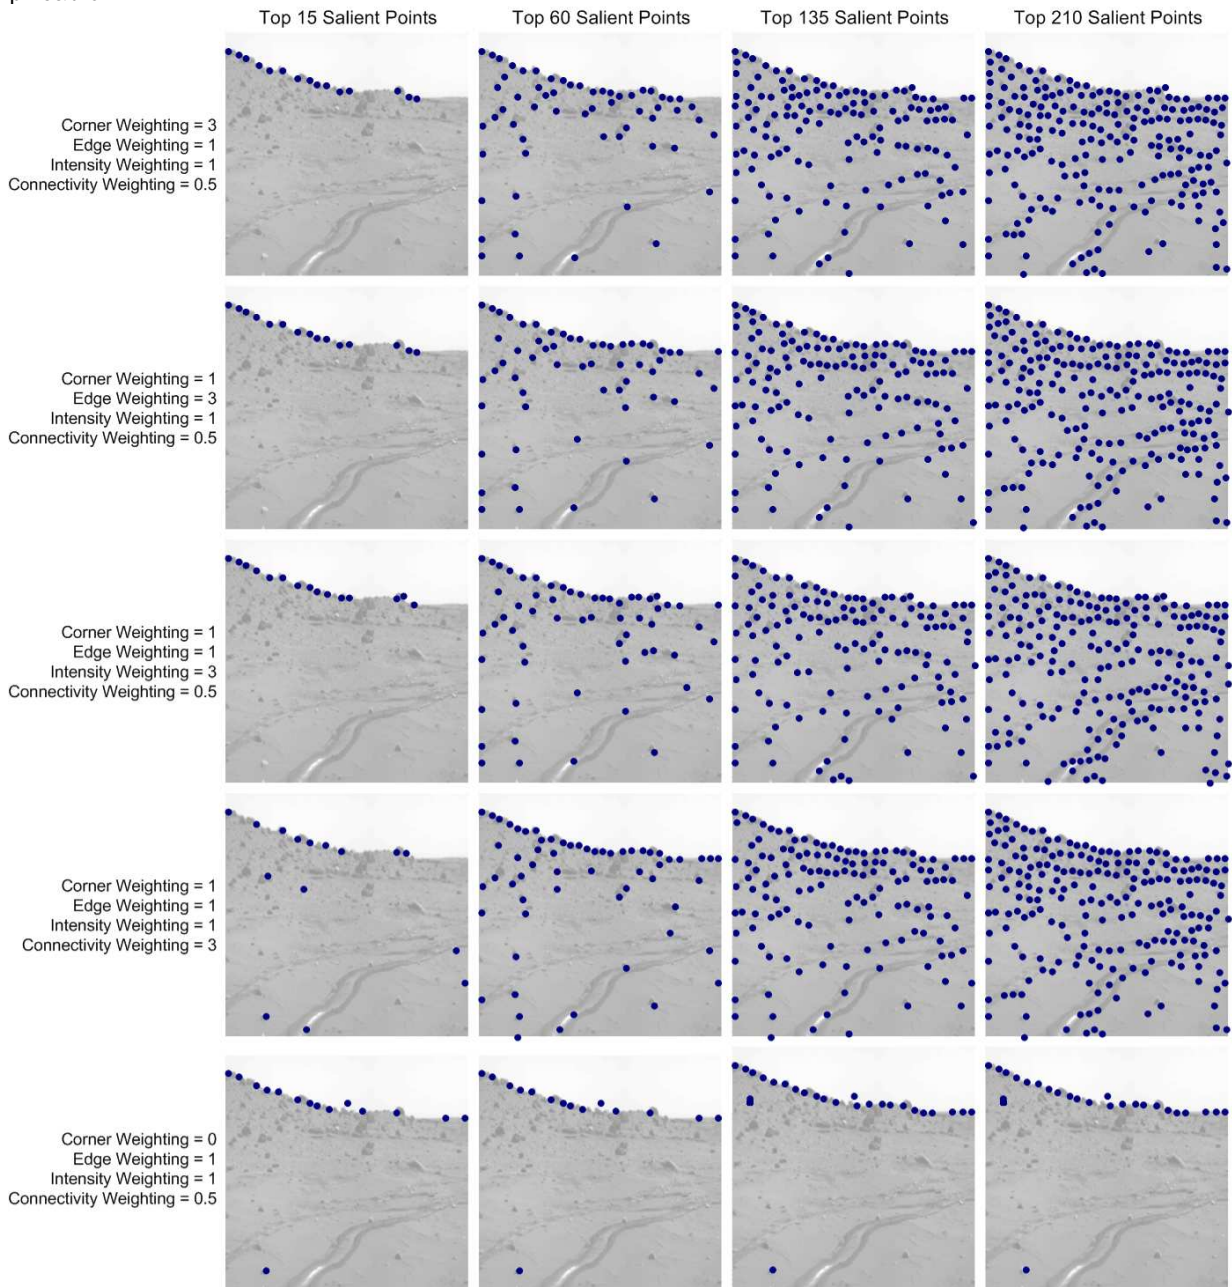 Top 15 Salient Points Top 60 Salient Points Top 135 Salient Points Top 210 Salient Points
Corner Weighting = 3
Edge Weighting = 1
Intensity Weighting = 1
Connectivity Weighting = 0.5
Corner Weighting = 1
Edge Weighting = 3
Intensity Weighting = 1
Connectivity Weighting = 0.5
Corner Weighting = 1
Edge Weighting = 1
Intensity Weighting = 3
Connectivity Weighting = 0.5
Corner Weighting = 1
Edge Weighting = 1
Intensity Weighting = 1
Connectivity Weighting = 3
Corner Weighting = 0
Edge Weighting = 1
Intensity Weighting = 1
Connectivity Weighting = 0.5